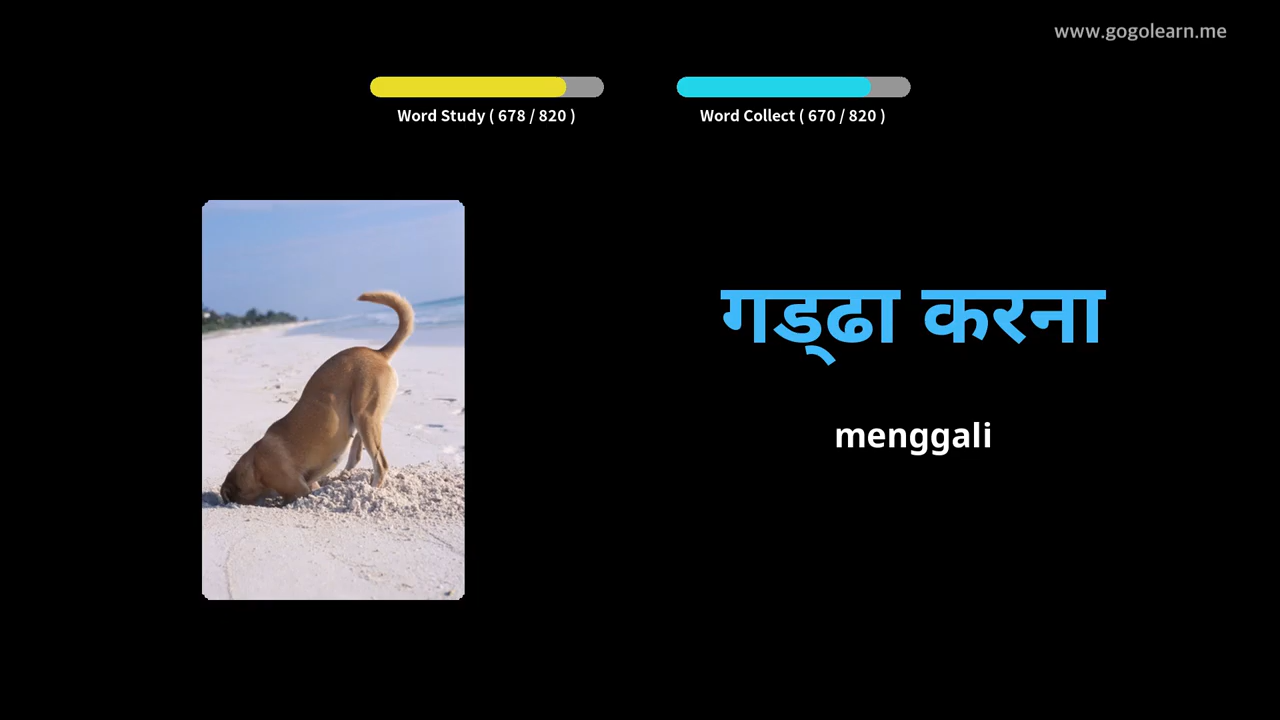 www.gogolearn.me
Word Study ( 678 / 820 )
Word Collect ( 670 / 820 )
गड्ढा करना
menggali